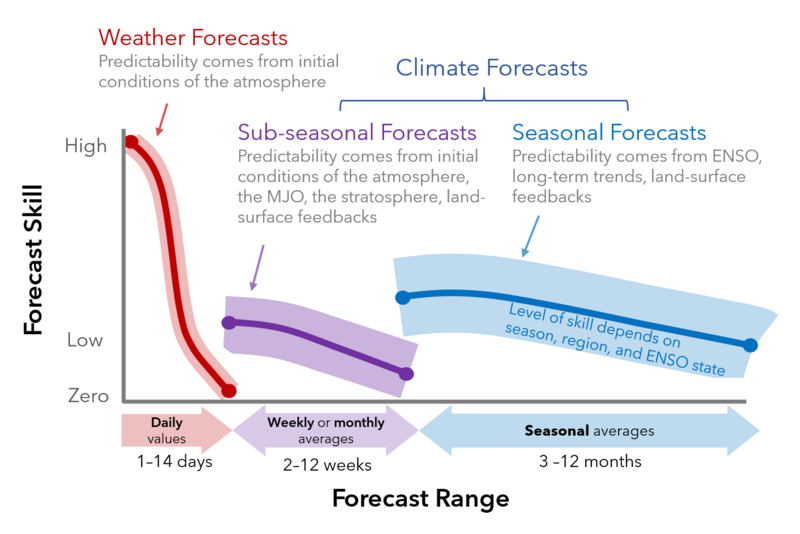 Weather Forecasts
Predictability comes from initial
conditions of the atmosphere
Climate Forecasts
Sub-seasonal Forecasts
Predictability comes from initial
conditions of the atmosphere,
the MJO, the stratosphere, land-
surface feedbacks
Seasonal Forecasts
Predictability comes from ENSO,
long-term trends, land-surface
feedbacks
Forecast Skill
High
Low
Zero
Level of skill depends on
season, region, and ENSO state
Daily
values
Weekly or monthly
averages
Seasonal averages
1–14 days
2–12 weeks
3 –12 months
Forecast Range